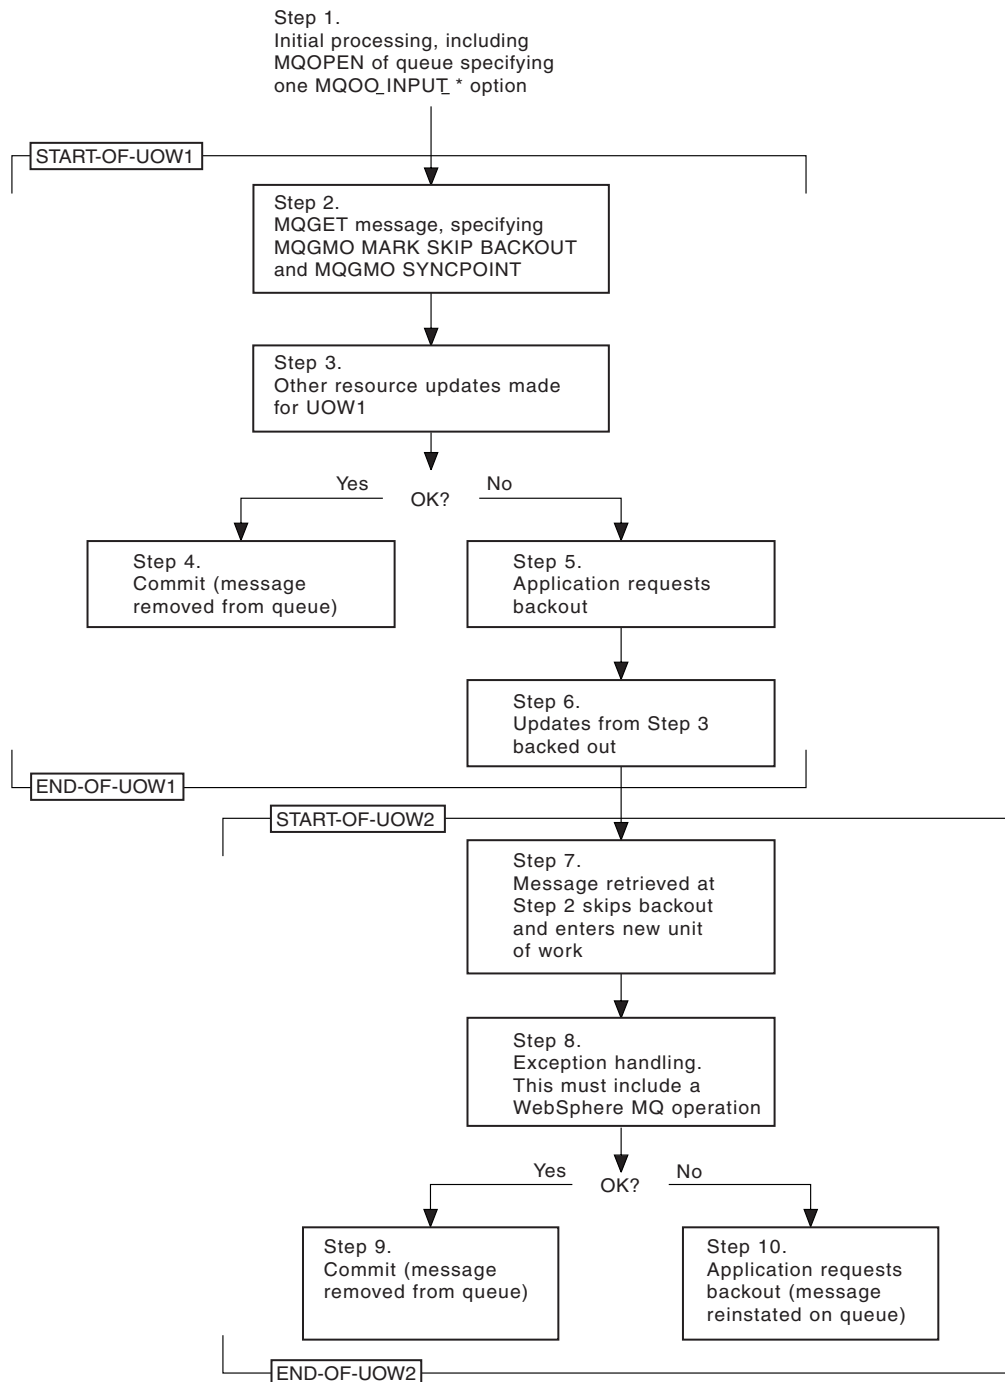 Step 1.
Initial processing, including
MQOPEN of queue specifying
one MQOO_INPUT_ * option
START-OF-UOW1
Step 2.
MQGET message, specifying
MQGMO MARK SKIP BACKOUT
and MQGMO SYNCPOINT
Step 3.
Other resource updates made
for UOW1
Yes
OK?
No
Step 4.
Commit (message
removed from queue)
Step 5.
Application requests
backout
Step 6.
Updates from Step 3
backed out
END-OF-UOW1
START-OF-UOW2
Step 7.
Message retrieved at
Step 2 skips backout
and enters new unit
of work
Step 8.
Exception handling.
This must include a
WebSphere MQ operation
Yes
OK?
No
Step 9.
Commit (message
removed from queue)
Step 10.
Application requests
backout (message
reinstated on queue)
END-OF-UOW2